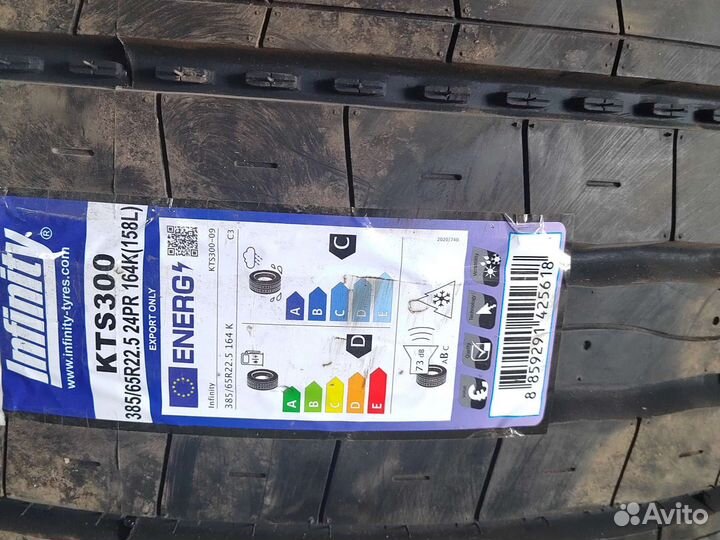 Infinity®
www.infinity-tyres.com
KTS300
385/65R22.5 24PR 164K(158L)
EXPORT ONLY
ENERG
KTS300-09
C3
Infinity
385/65R22.5 164 K
C
A B C D E
D
A B C D E
2020/740
73 dB
A B C
8 859291 425618
Avito